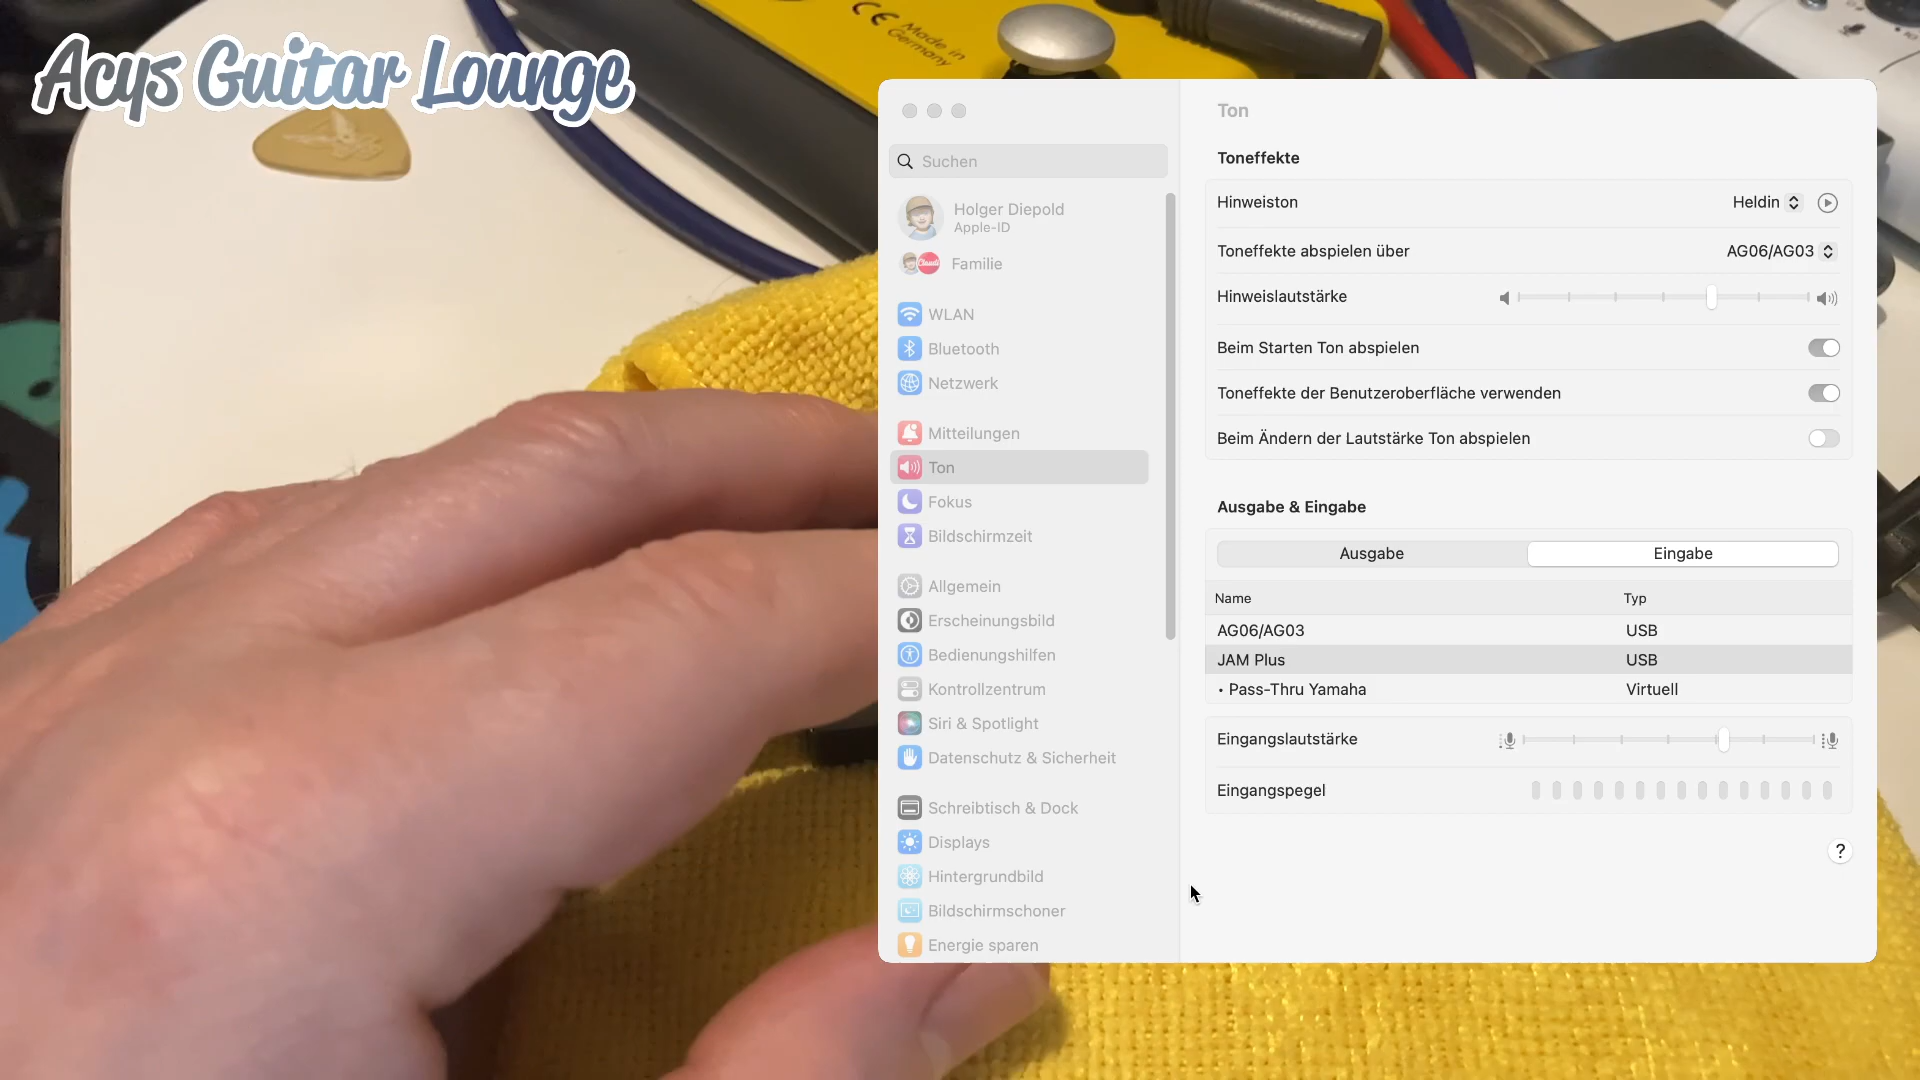 Acys Guitar Lounge
CE Made in
Germany
Ton
Suchen
Holger Diepold
Apple-ID
Familie
WLAN
Bluetooth
Netzwerk
Mitteilungen
Ton
Fokus
Bildschirmzeit
Allgemein
Erscheinungsbild
Bedienungshilfen
Kontrollzentrum
Siri & Spotlight
Datenschutz & Sicherheit
Schreibtisch & Dock
Displays
Hintergrundbild
Bildschirmschoner
Energie sparen
Toneffekte
Hinweiston Heldin
Toneffekte abspielen über AG06/AG03
Hinweislautstärke
Beim Starten Ton abspielen
Toneffekte der Benutzeroberfläche verwenden
Beim Ändern der Lautstärke Ton abspielen
Ausgabe & Eingabe
Ausgabe Eingabe
Name Typ
AG06/AG03 USB
JAM Plus USB
• Pass-Thru Yamaha Virtuell
Eingangslautstärke
Eingangspegel
?